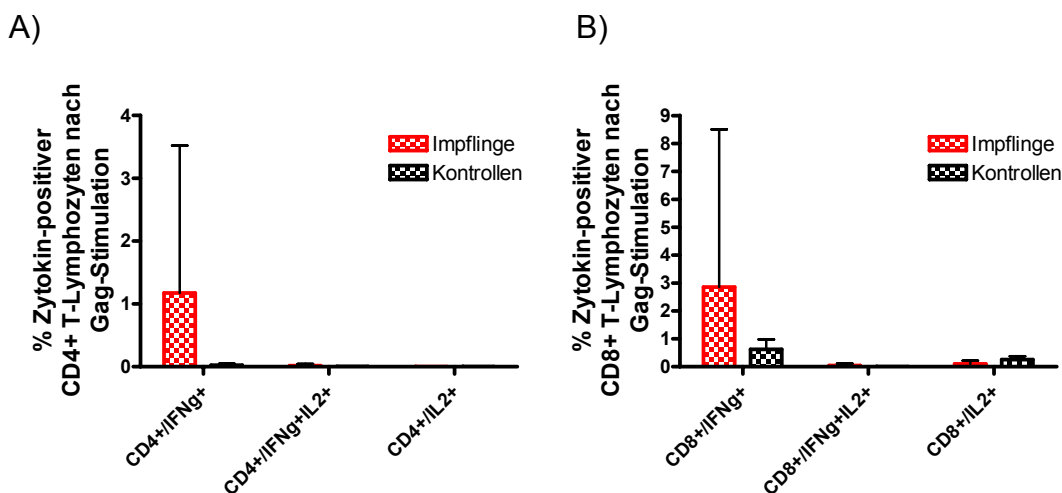 A)
% Zytokin-positiver
CD4+ T-Lymphozyten nach
Gag-Stimulation
4
3
2
1
0
Impflinge
Kontrollen
CD4+/IFNg+
CD4+/IFNg+IL2+
CD4+/IL2+
B)
% Zytokin-positiver
CD8+ T-Lymphozyten nach
Gag-Stimulation
9
8
7
6
5
4
3
2
1
0
Impflinge
Kontrollen
CD8+/IFNg+
CD8+/IFNg+IL2+
CD8+/IL2+